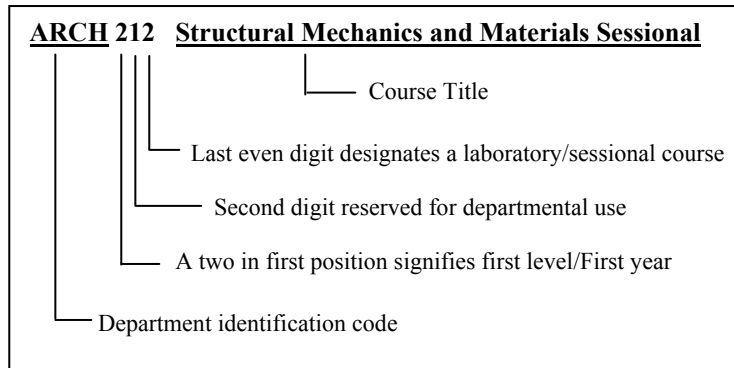 ARCH 212 Structural Mechanics and Materials Sessional
Course Title
Last even digit designates a laboratory/sessional course
Second digit reserved for departmental use
A two in first position signifies first level/First year
Department identification code